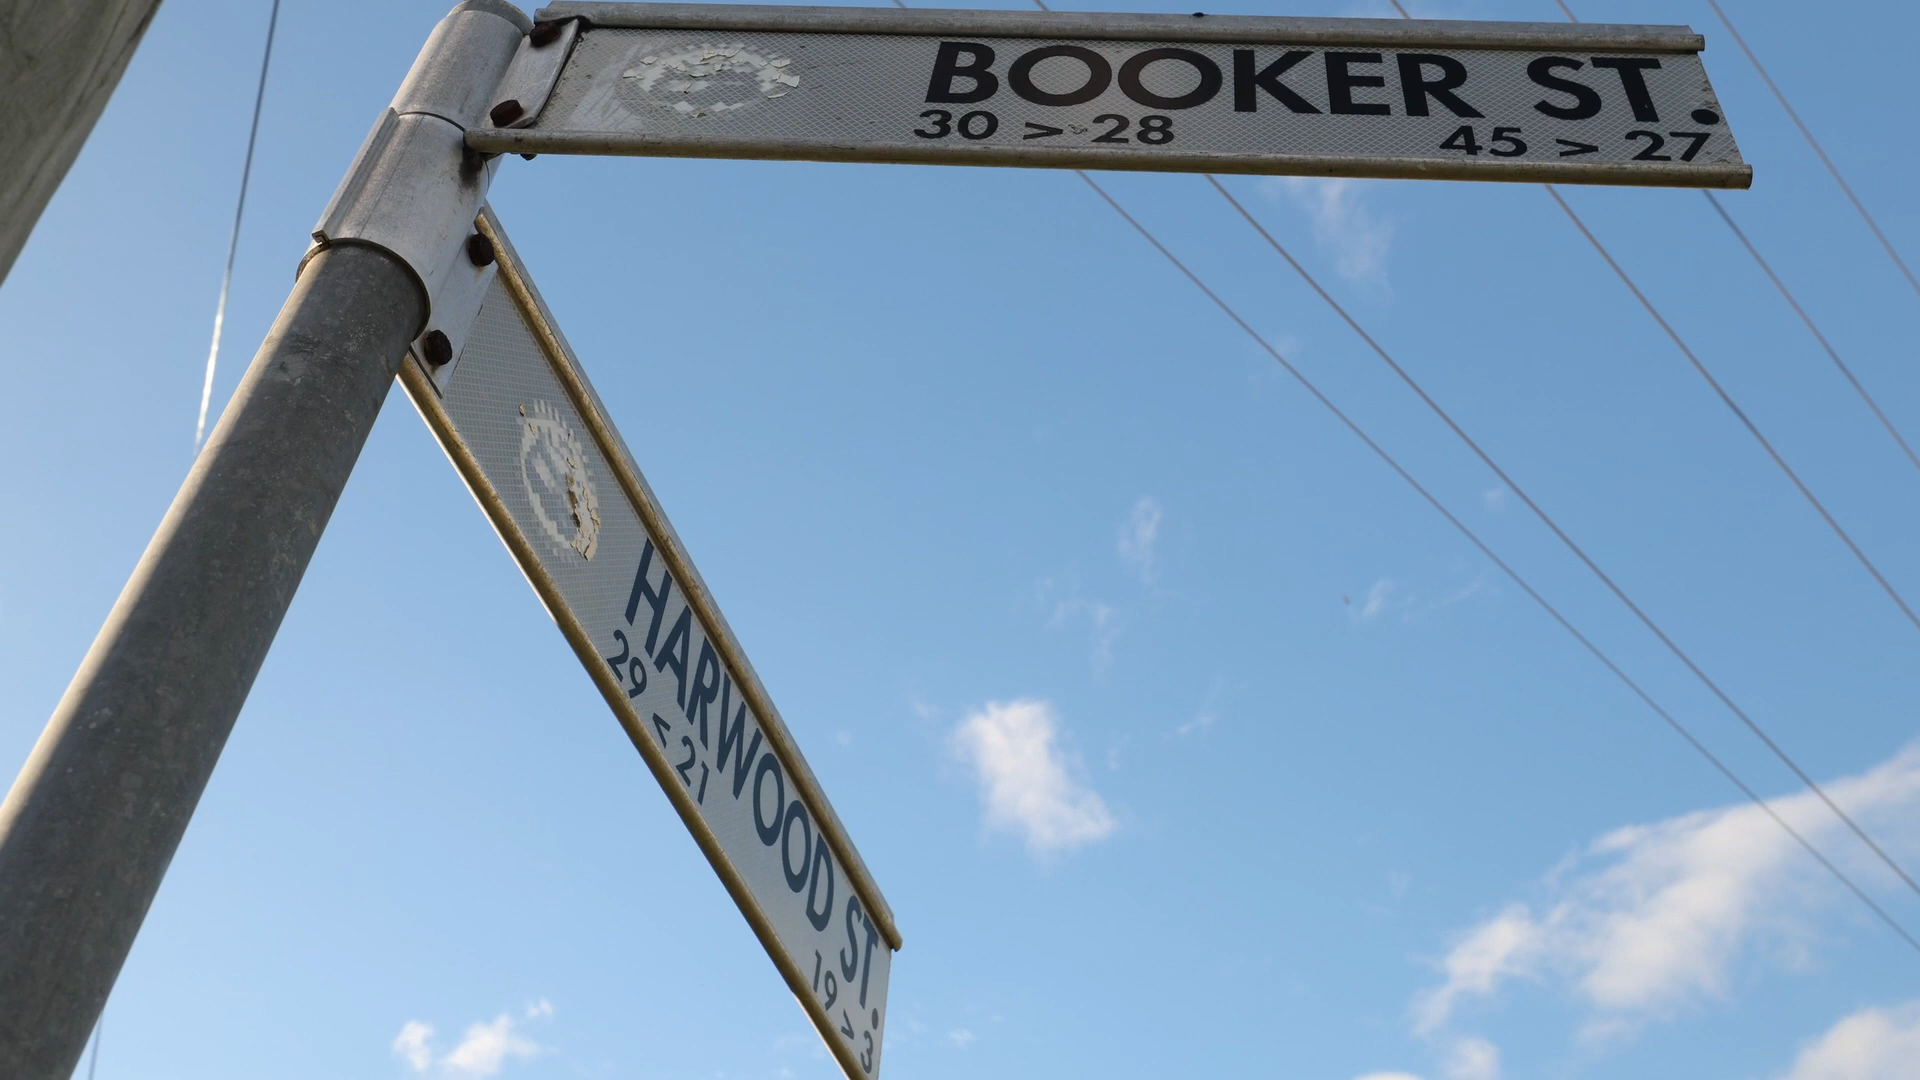 BOOKER ST.
30 > 28 45 > 27
HARWOOD ST.
29 < 21 19 > 3